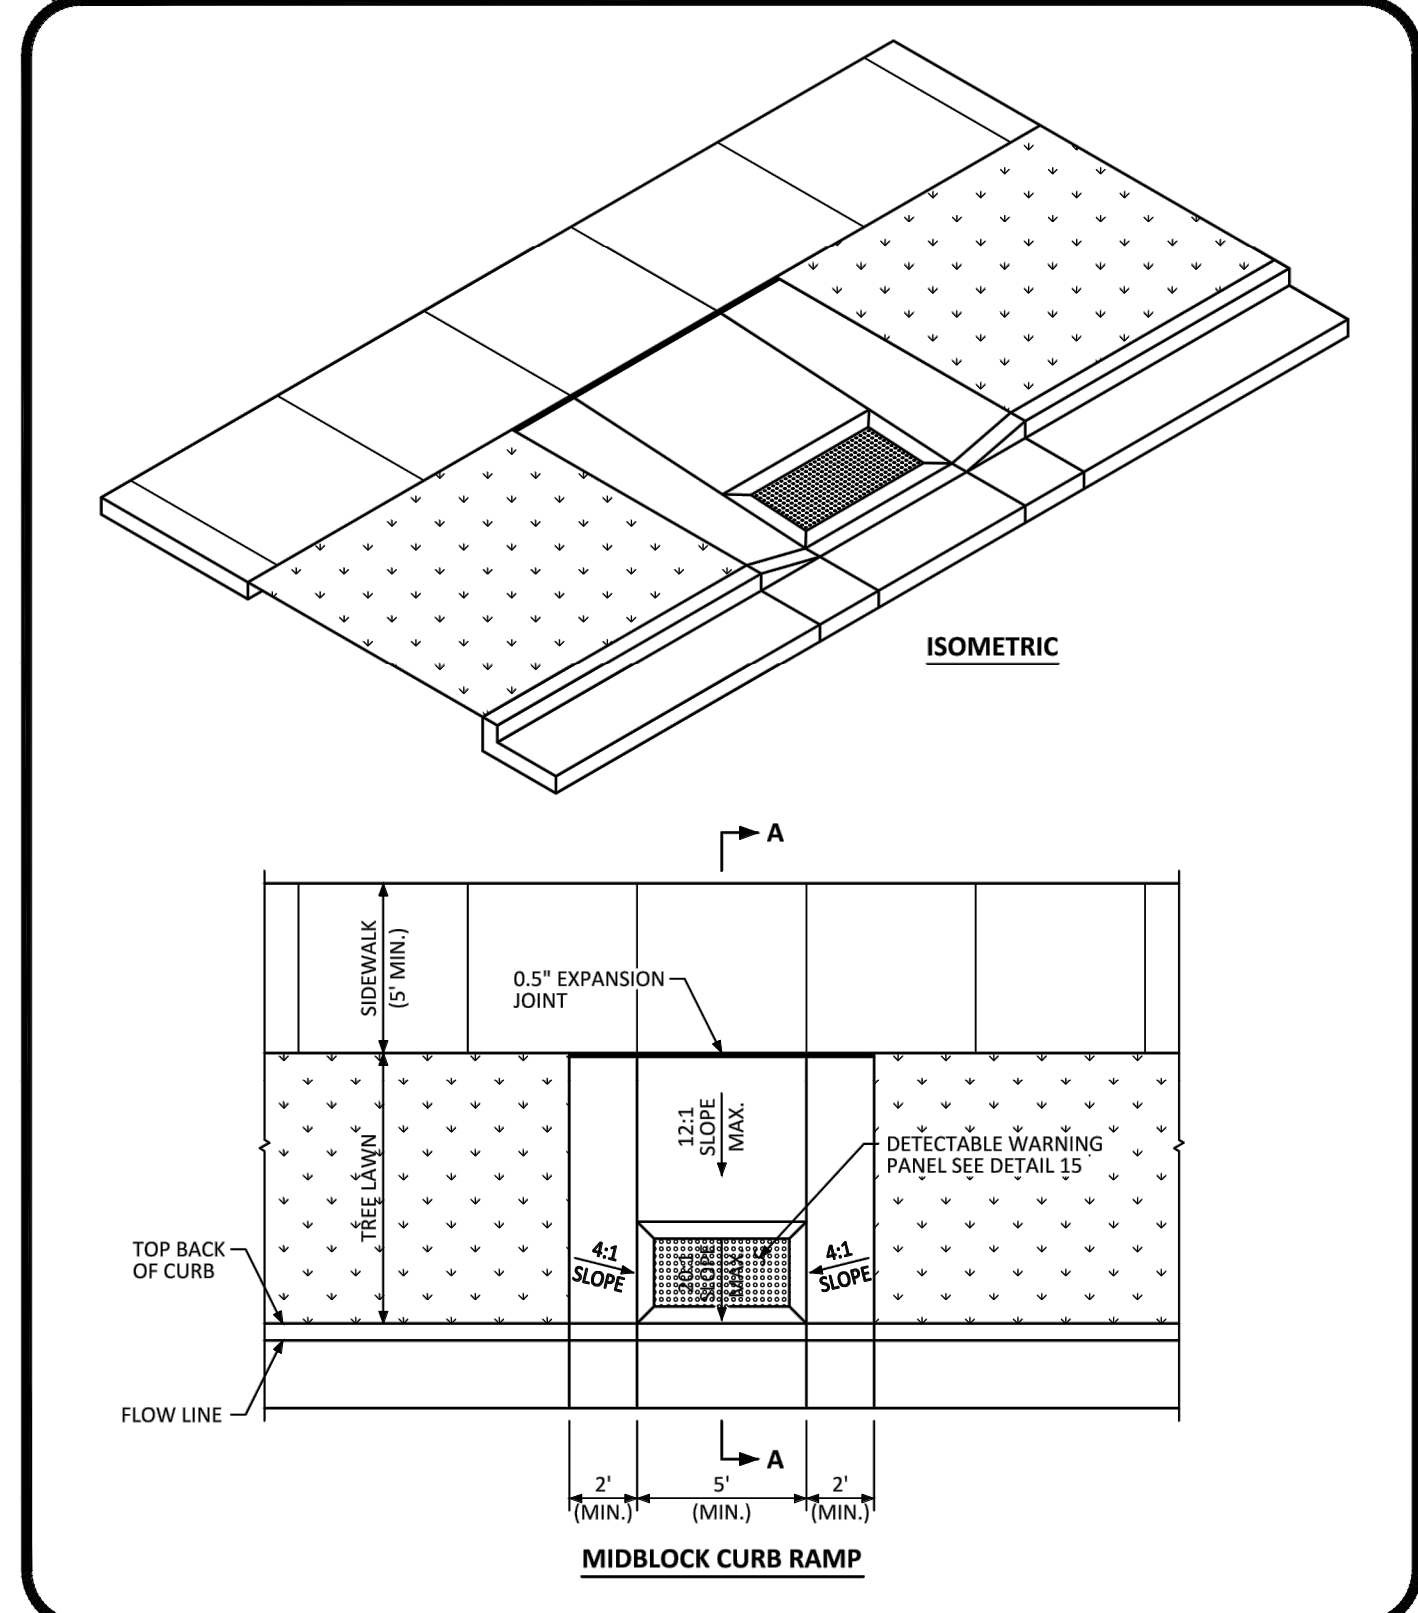 ISOMETRIC
A
SIDEWALK
(5' MIN.)
0.5" EXPANSION
JOINT
12:1
SLOPE
MAX.
DETECTABLE WARNING
PANEL SEE DETAIL 15
TREE LAWN
TOP BACK
OF CURB
4:1
SLOPE
SLOPE
MAX.
4:1
SLOPE
FLOW LINE
A
2'
(MIN.)
5'
(MIN.)
2'
(MIN.)
MIDBLOCK CURB RAMP